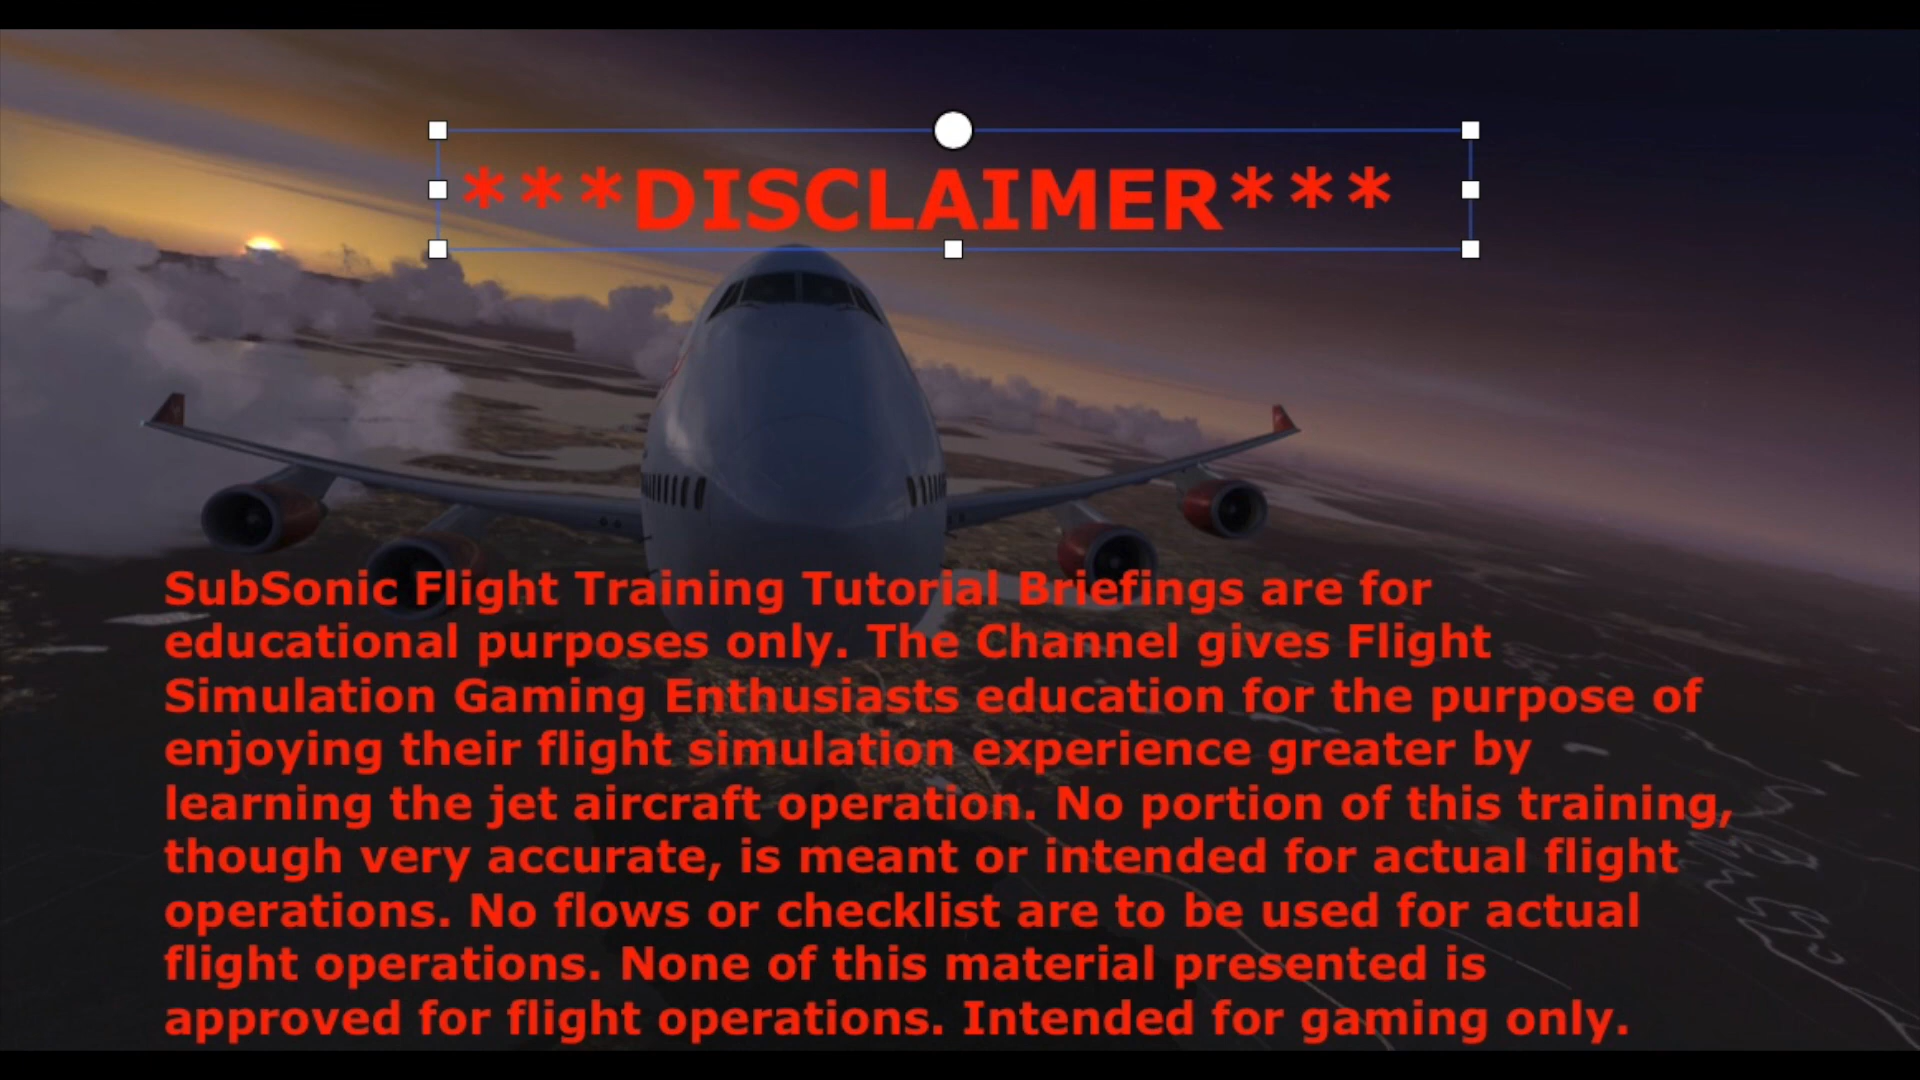 ***DISCLAIMER***
SubSonic Flight Training Tutorial Briefings are for
educational purposes only. The Channel gives Flight
Simulation Gaming Enthusiasts education for the purpose of
enjoying their flight simulation experience greater by
learning the jet aircraft operation. No portion of this training,
though very accurate, is meant or intended for actual flight
operations. No flows or checklist are to be used for actual
flight operations. None of this material presented is
approved for flight operations. Intended for gaming only.